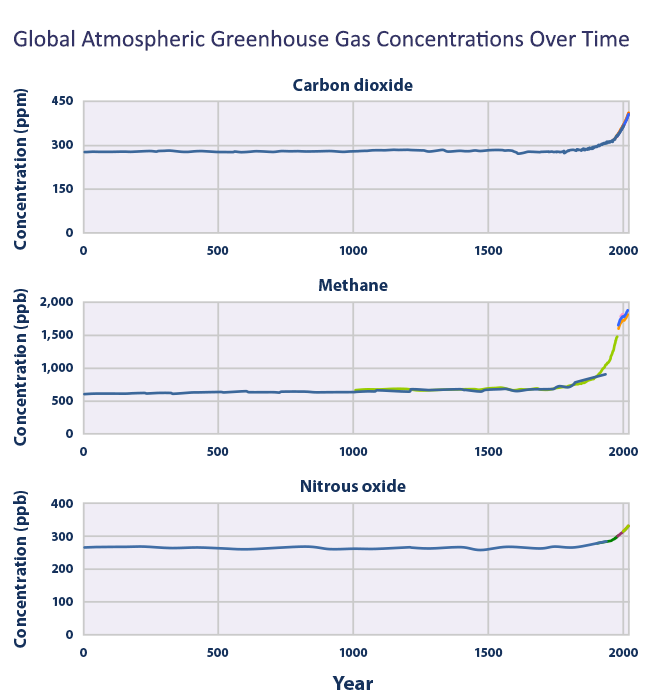 Global Atmospheric Greenhouse Gas Concentrations Over Time
Carbon dioxide
Concentration (ppm)
450
300
150
0
0 500 1000 1500 2000
Methane
Concentration (ppb)
2,000
1,500
1,000
500
0
0 500 1000 1500 2000
Nitrous oxide
Concentration (ppb)
400
300
200
100
0
0 500 1000 1500 2000
Year